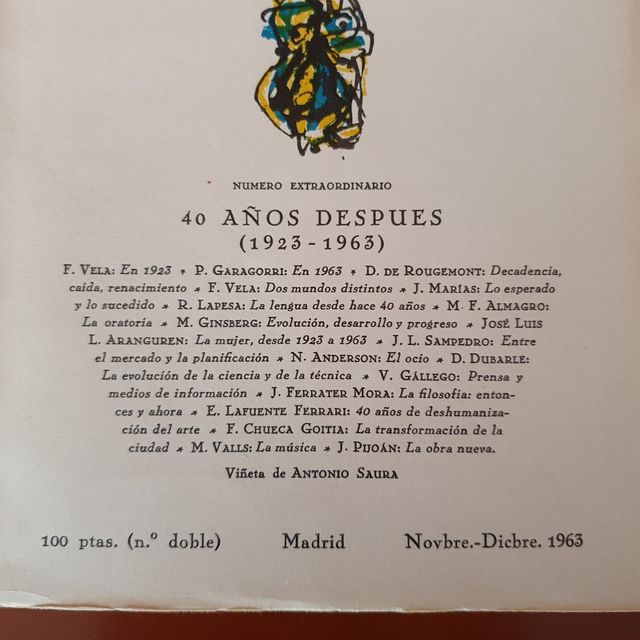 NUMERO EXTRAORDINARIO
40 AÑOS DESPUES
(1923-1963)
F. VELA: En 1923 * P. GARAGORRI: En 1963 * D. DE ROUGEMONT: Decadencia,
caída, renacimiento * F. VELA: Dos mundos distintos * J. MARÍAS: Lo esperado
y lo sucedido * R. LAPESA: La lengua desde hace 40 años * M. F. ALMAGRO:
La oratoría * M. GINSBERG: Evolución, desarrollo y progreso * JOSÉ LUIS
L. ARANGUREN: La mujer, desde 1923 a 1963 * J. L. SAMPEDRO: Entre
el mercado y la planificación * N. ANDERSON: El ocio * D. DUBARLE:
La evolución de la ciencia y de la técnica * V. GÁLLEGO: Prensa y
medios de información * J. FERRATER MORA: La filosofía: enton-
ces y ahora * E. LAFUENTE FERRARI: 40 años de deshumaniza-
ción del arte * F. CHUECA GOITIA: La transformación de la
ciudad * M. VALLS: La música * J. PIJOÁN: La obra nueva.
Viñeta de ANTONIO SAURA
100 ptas. (n.º doble) Madrid Novbre.-Dicbre. 1963